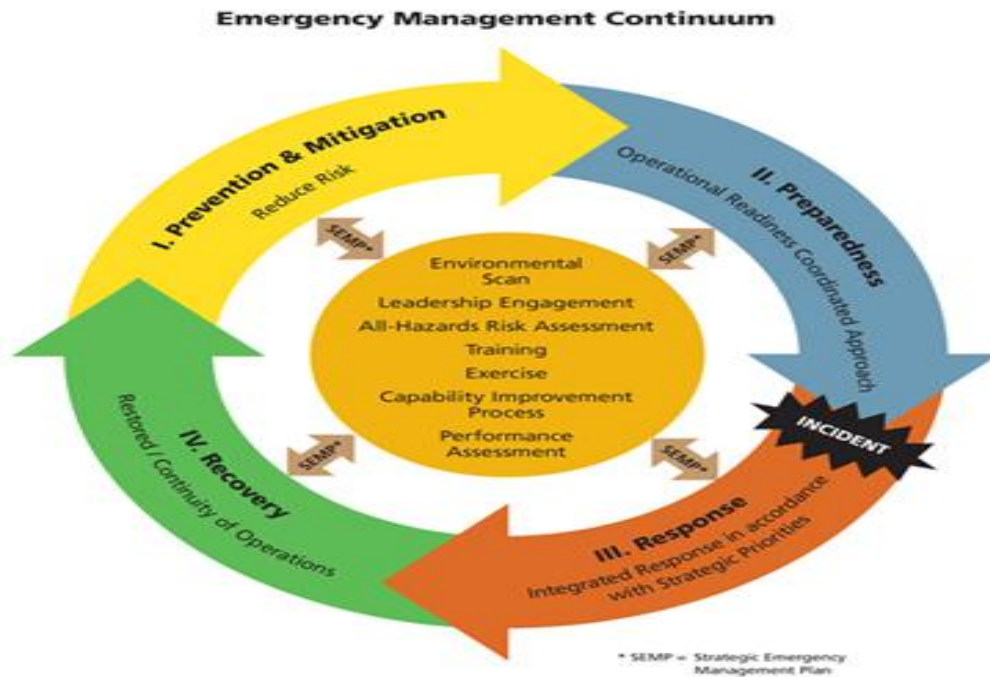 Emergency Management Continuum
I. Prevention & Mitigation
Reduce Risk
II. Preparedness
Operational Readiness Coordinated Approach
SEMP*
SEMP*
Environmental
Scan
Leadership Engagement
All-Hazards Risk Assessment
Training
Exercise
Capability Improvement
Process
Performance
Assessment
INCIDENT
SEMP*
SEMP*
III. Response
Integrated Response in accordance
with Strategic Priorities
IV. Recovery
Restored / Continuity of Operations
* SEMP = Strategic Emergency
Management Plan